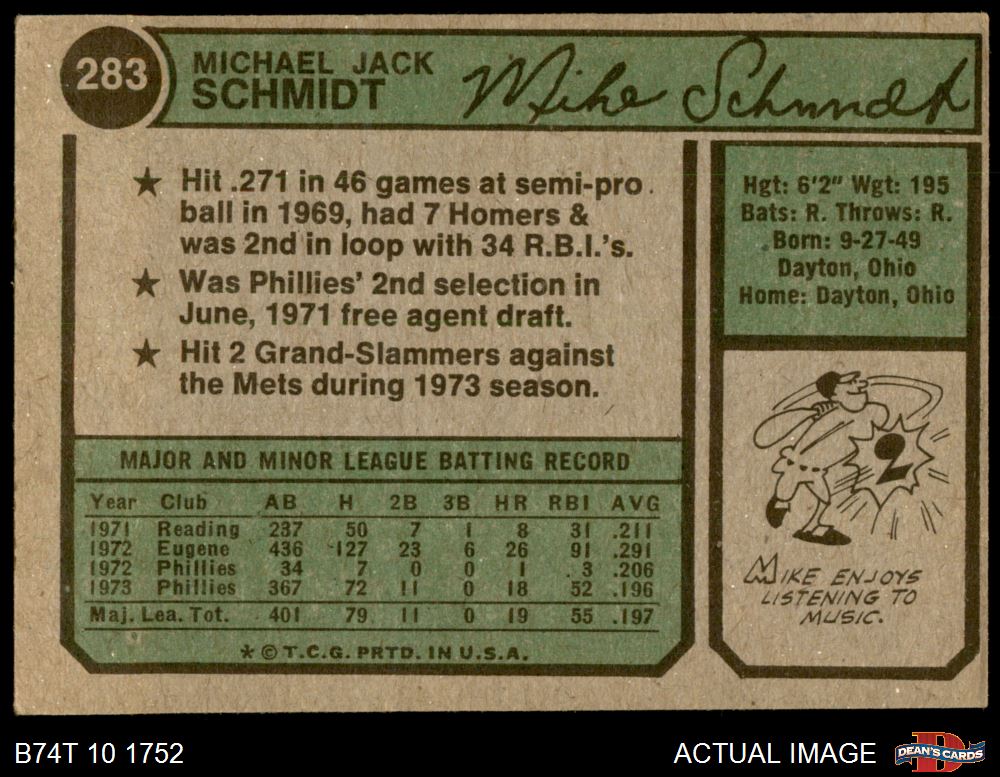 283
MICHAEL JACK
SCHMIDT
Mike Schmidt
★ Hit .271 in 46 games at semi-pro
ball in 1969, had 7 Homers &
was 2nd in loop with 34 R.B.I.'s.
★ Was Phillies' 2nd selection in
June, 1971 free agent draft.
★ Hit 2 Grand-Slammers against
the Mets during 1973 season.
MAJOR AND MINOR LEAGUE BATTING RECORD
Year Club AB H 2B 3B HR RBI AVG
1971 Reading 237 50 7 1 8 31 .211
1972 Eugene 436 127 23 6 26 91 .291
1972 Phillies 34 7 0 0 1 3 .206
1973 Phillies 367 72 11 0 18 52 .196
Maj. Lea. Tot. 401 79 11 0 19 55 .197
* © T.C.G. PRTD. IN U.S.A.
Hgt: 6'2" Wgt: 195
Bats: R. Throws: R.
Born: 9-27-49
Dayton, Ohio
Home: Dayton, Ohio
2
MIKE ENJOYS
LISTENING TO
MUSIC.
B74T 10 1752
ACTUAL IMAGE
D
DEAN'S CARDS